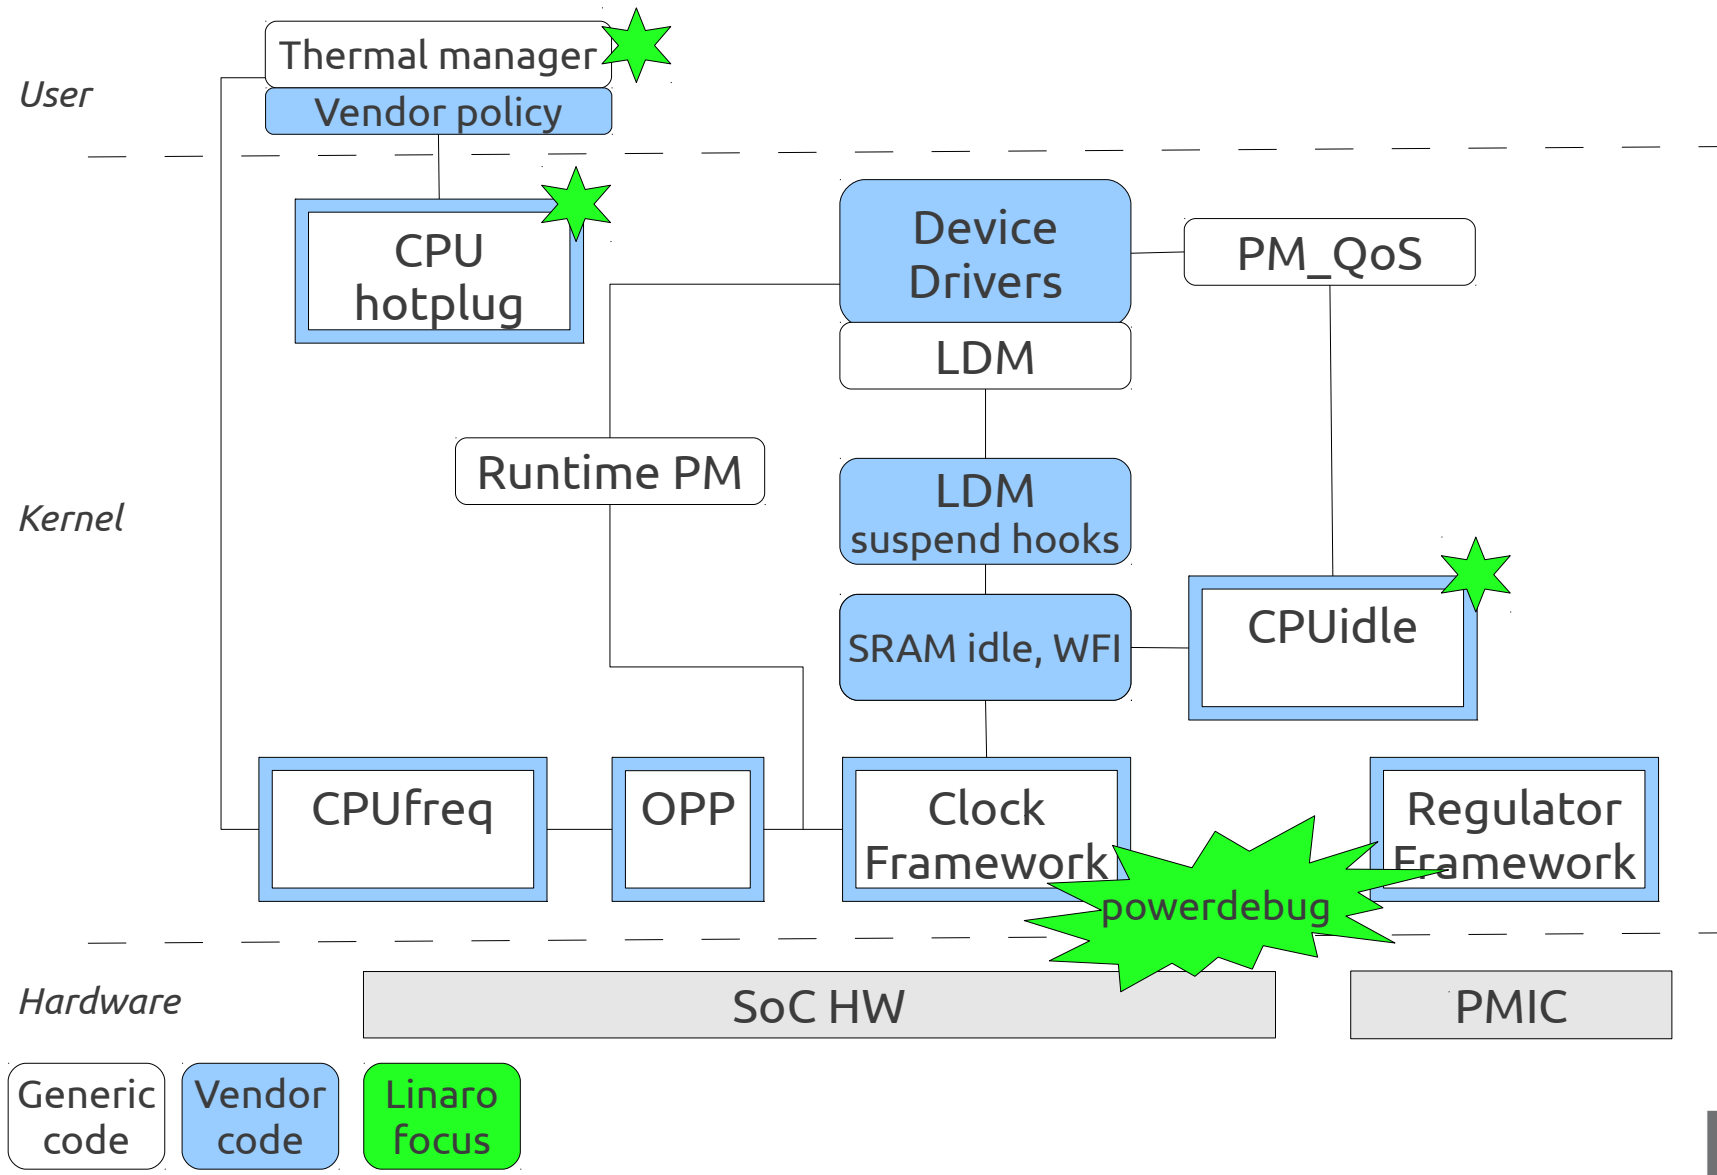 Thermal manager
User
Vendor policy
CPU
hotplug
Device
Drivers
PM_QoS
LDM
Runtime PM
LDM
suspend hooks
Kernel
SRAM idle, WFI
CPUidle
CPUfreq
OPP
Clock
Framework
Regulator
Framework
powerdebug
Hardware
SoC HW
PMIC
Generic
code
Vendor
code
Linaro
focus